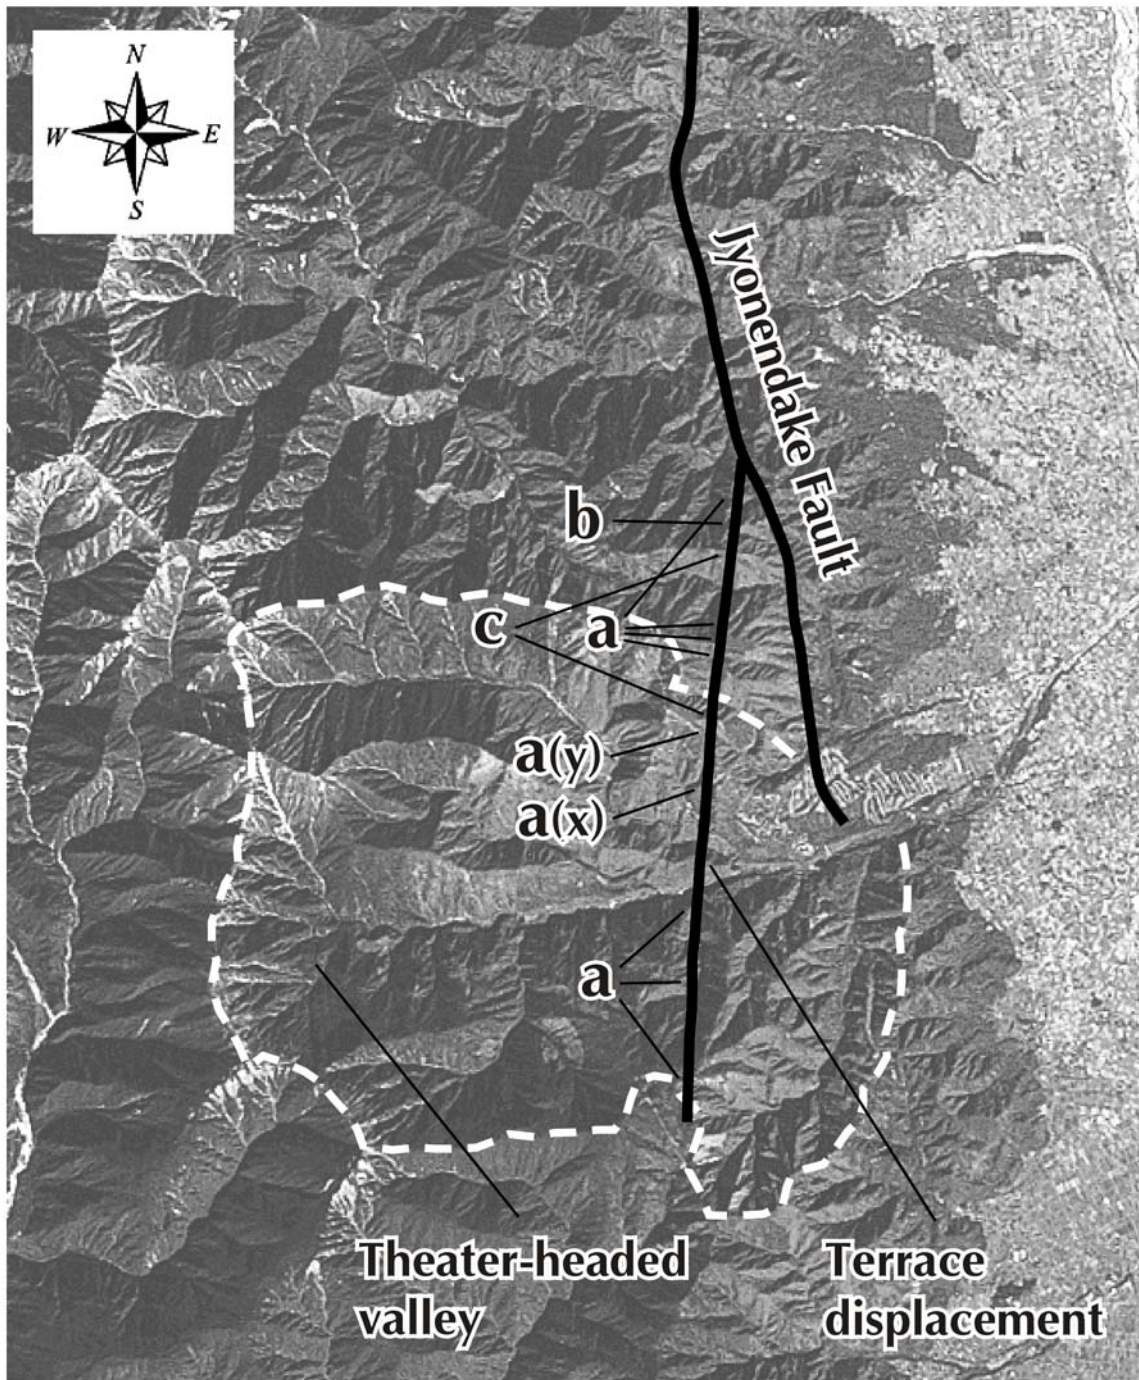 N
W E
S
Jyonendake Fault
b
c
a
a(y)
a(x)
a
Theater-headed
valley
Terrace
displacement